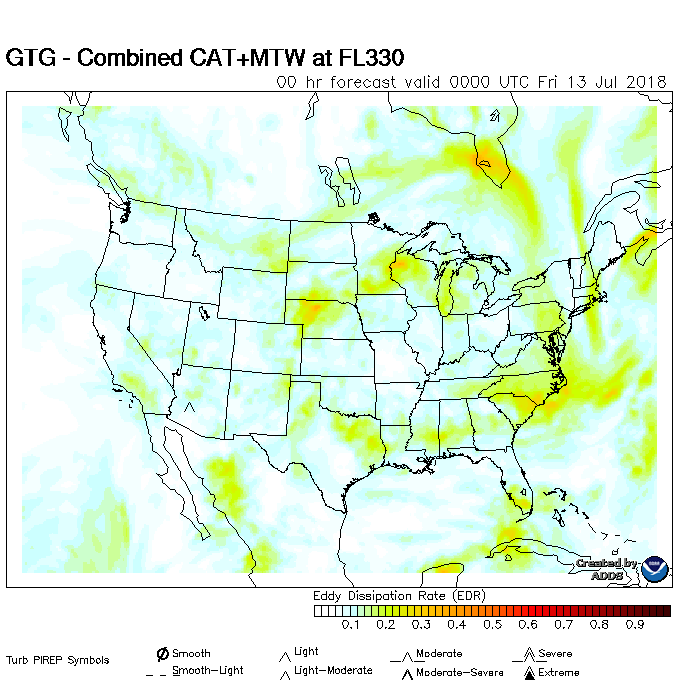 GTG - Combined CAT+MTW at FL330
00 hr forecast valid 0000 UTC Fri 13 Jul 2018
Created by
ADDS
Eddy Dissipation Rate (EDR)
0.1 0.2 0.3 0.4 0.5 0.6 0.7 0.8 0.9
Turb PIREP Symbols
Smooth Light Moderate Severe
Smooth-Light Light-Moderate Moderate-Severe Extreme